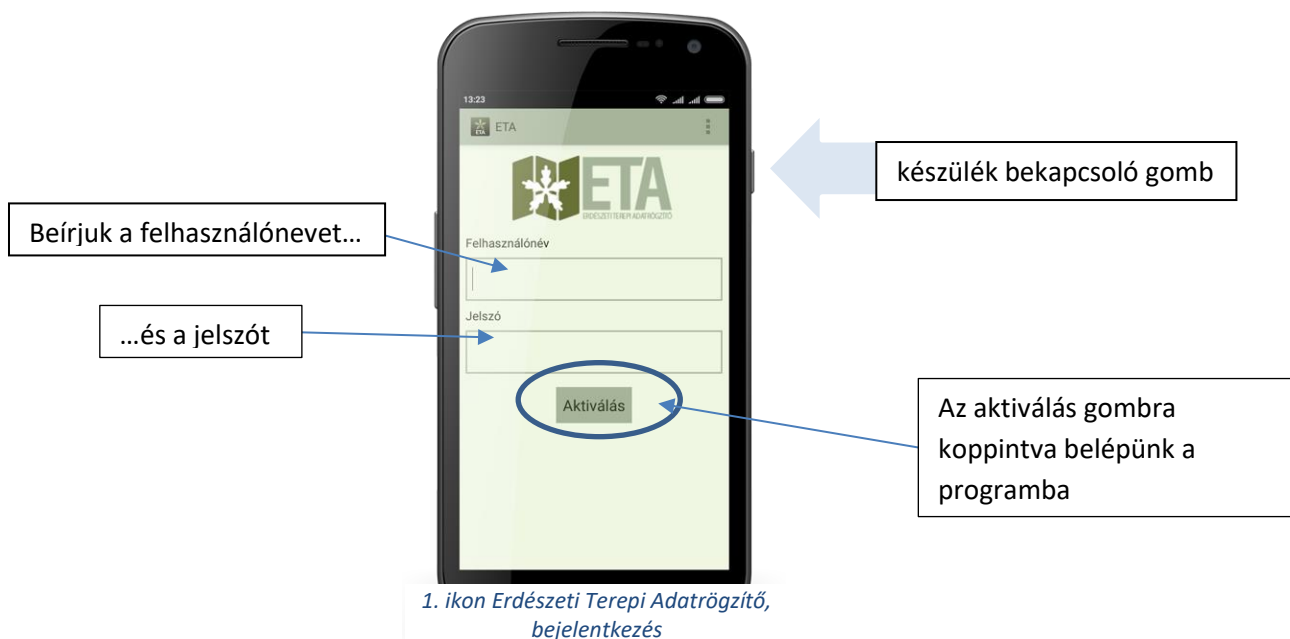 13:23
ETA
ETA
ETA
ERDÉSZETI TEREPI ADATRÖGZÍTŐ
készülék bekapcsoló gomb
Beírjuk a felhasználónevet…
Felhasználónév
…és a jelszót
Jelszó
Aktiválás
Az aktiválás gombra
koppintva belépünk a
programba
1. ikon Erdészeti Terepi Adatrögzítő,
bejelentkezés